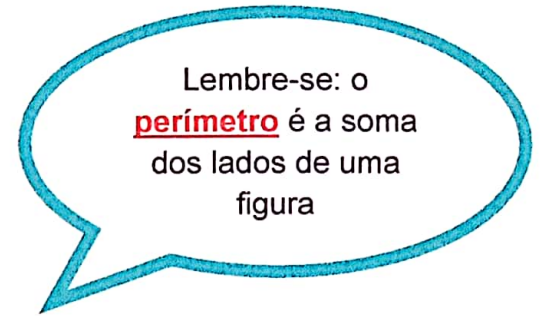 Lembre-se: o
perímetro é a soma
dos lados de uma
figura